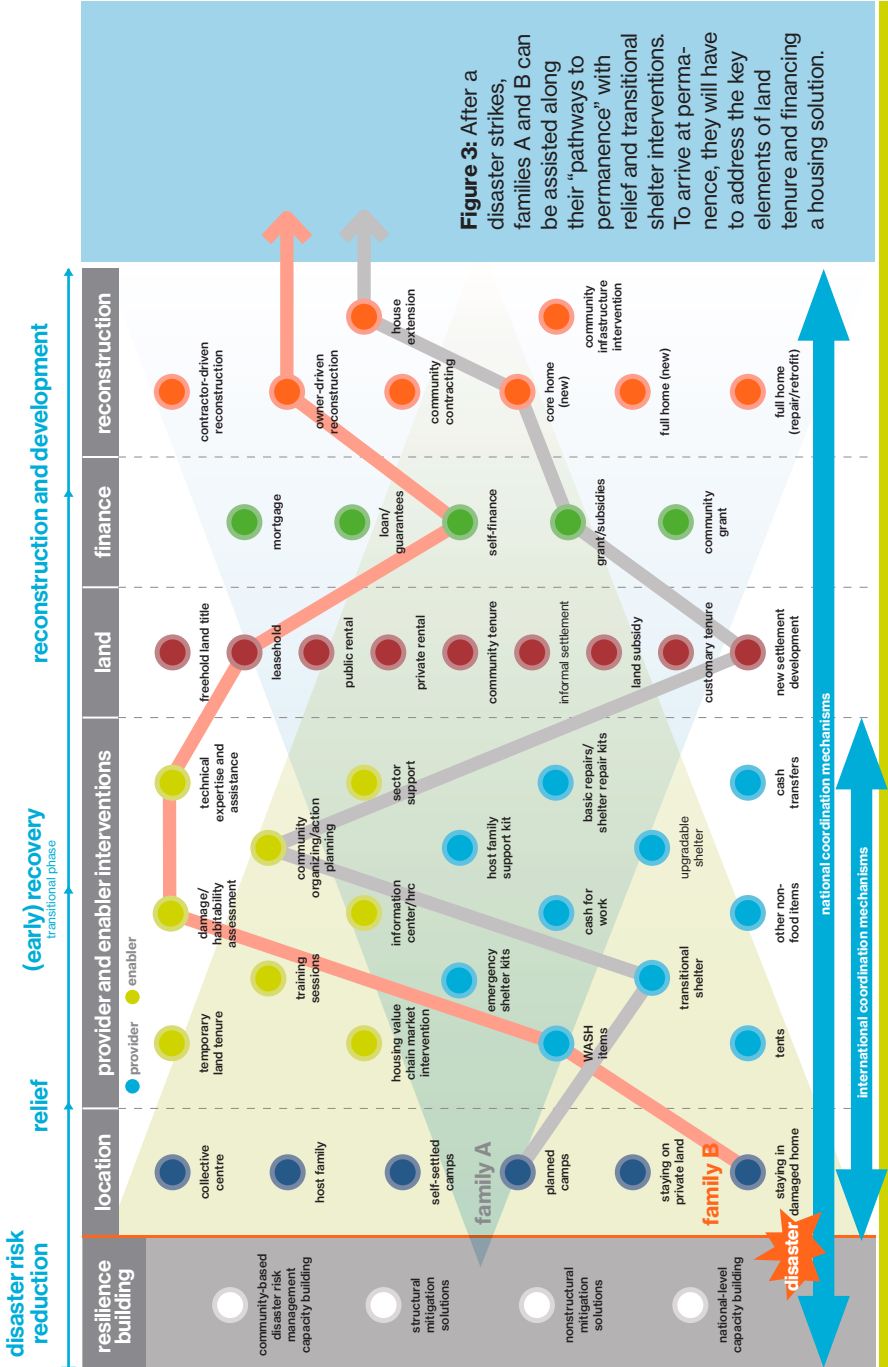 disaster risk
reduction
relief
(early) recovery
transitional phase
reconstruction and development
resilience
building
location
provider and enabler interventions
land
finance
reconstruction
provider
enabler
community-based
disaster risk
management
capacity building
structural
mitigation
solutions
nonstructural
mitigation
solutions
national-level
capacity building
disaster
collective
centre
host family
self-settled
camps
family A
planned
camps
staying on
private land
family B
staying in
damaged home
temporary
land tenure
housing value
chain market
intervention
WASH
items
tents
training
sessions
emergency
shelter kits
transitional
shelter
damage/
habitability
assessment
information
center/hrc
cash for
work
other non-
food items
community
organizing/action
planning
host family
support kit
upgradable
shelter
technical
expertise and
assistance
sector
support
basic repairs/
shelter repair kits
cash
transfers
freehold land title
leasehold
public rental
private rental
community tenure
informal settlement
land subsidy
customary tenure
new settlement
development
mortgage
loan/
guarantees
self-finance
grant/subsidies
community
grant
contractor-driven
reconstruction
owner-driven
reconstruction
community
contracting
core home
(new)
full home (new)
full home
(repair/retrofit)
house
extension
community
infastructure
intervention
national coordination mechanisms
international coordination mechanisms
Figure 3: After a
disaster strikes,
families A and B can
be assisted along
their "pathways to
permanence" with
relief and transitional
shelter interventions.
To arrive at perma-
nence, they will have
to address the key
elements of land
tenure and financing
a housing solution.